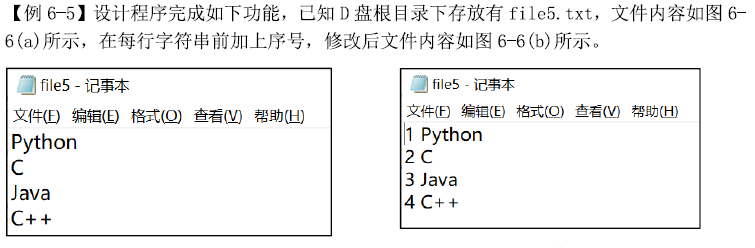 【例 6-5】设计程序完成如下功能，已知 D 盘根目录下存放有 file5.txt，文件内容如图 6-
6(a)所示，在每行字符串前加上序号，修改后文件内容如图 6-6(b)所示。
file5 - 记事本
文件(F) 编辑(E) 格式(O) 查看(V) 帮助(H)
Python
C
Java
C++
file5 - 记事本
文件(F) 编辑(E) 格式(O) 查看(V) 帮助(H)
1 Python
2 C
3 Java
4 C++